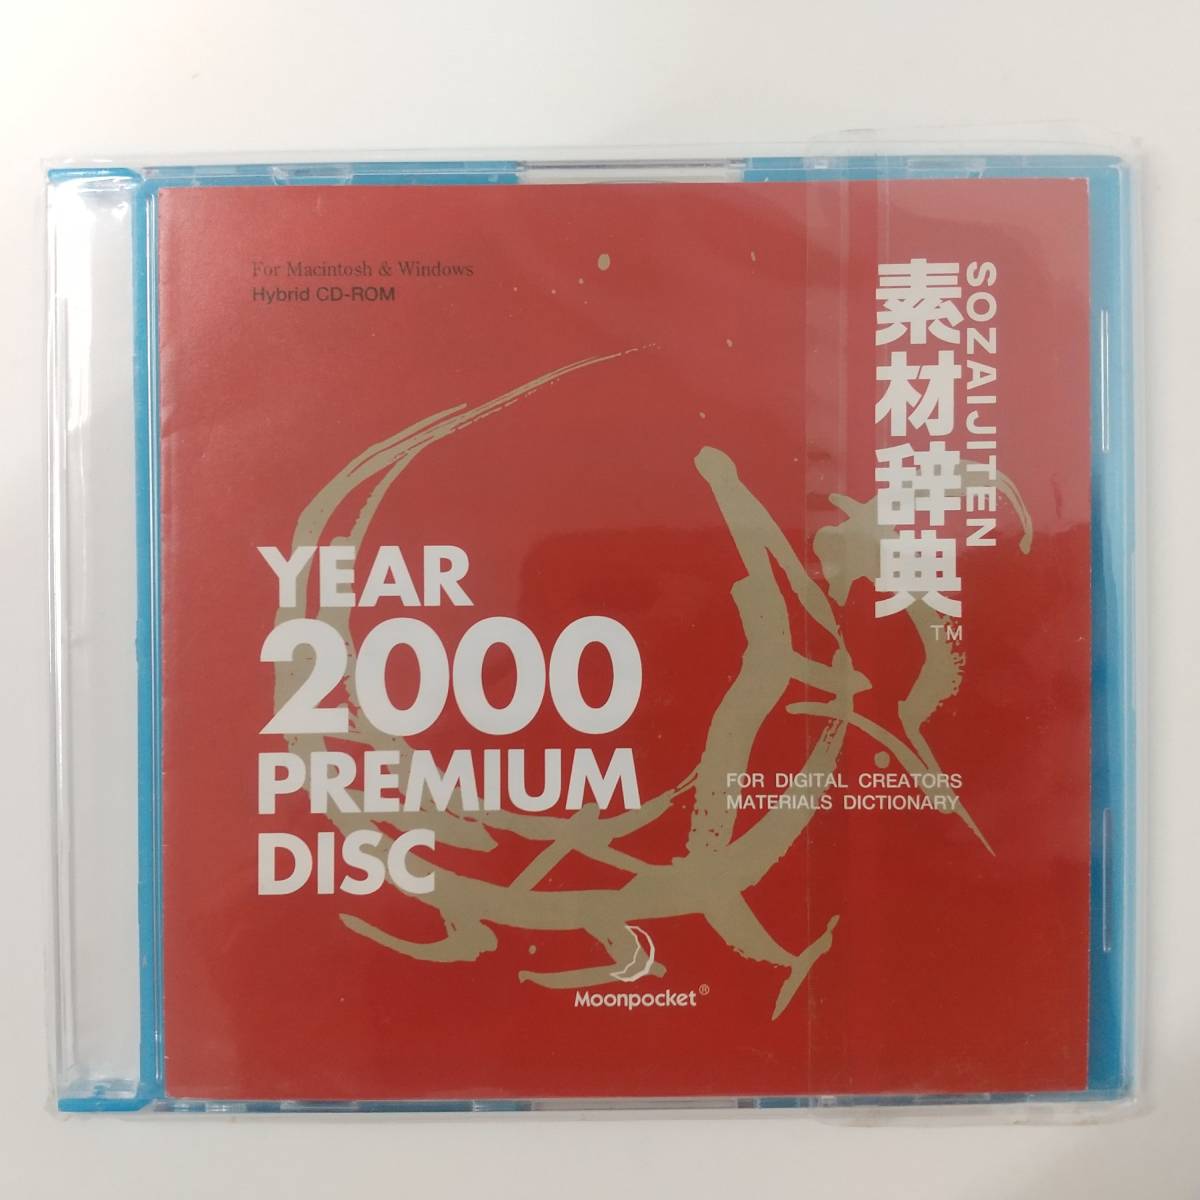 For Macintosh & Windows
Hybrid CD-ROM
素材辞典
TM
SOZAIJITEN
YEAR
2000
PREMIUM
DISC
FOR DIGITAL CREATORS
MATERIALS DICTIONARY
Moonpocket®